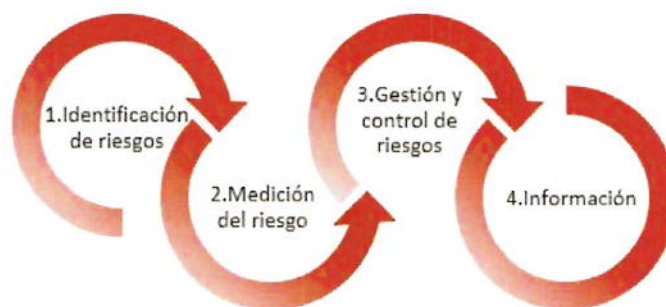 1.Identificación
de riesgos
2.Medición
del riesgo
3.Gestión y
control de
riesgos
4.Información